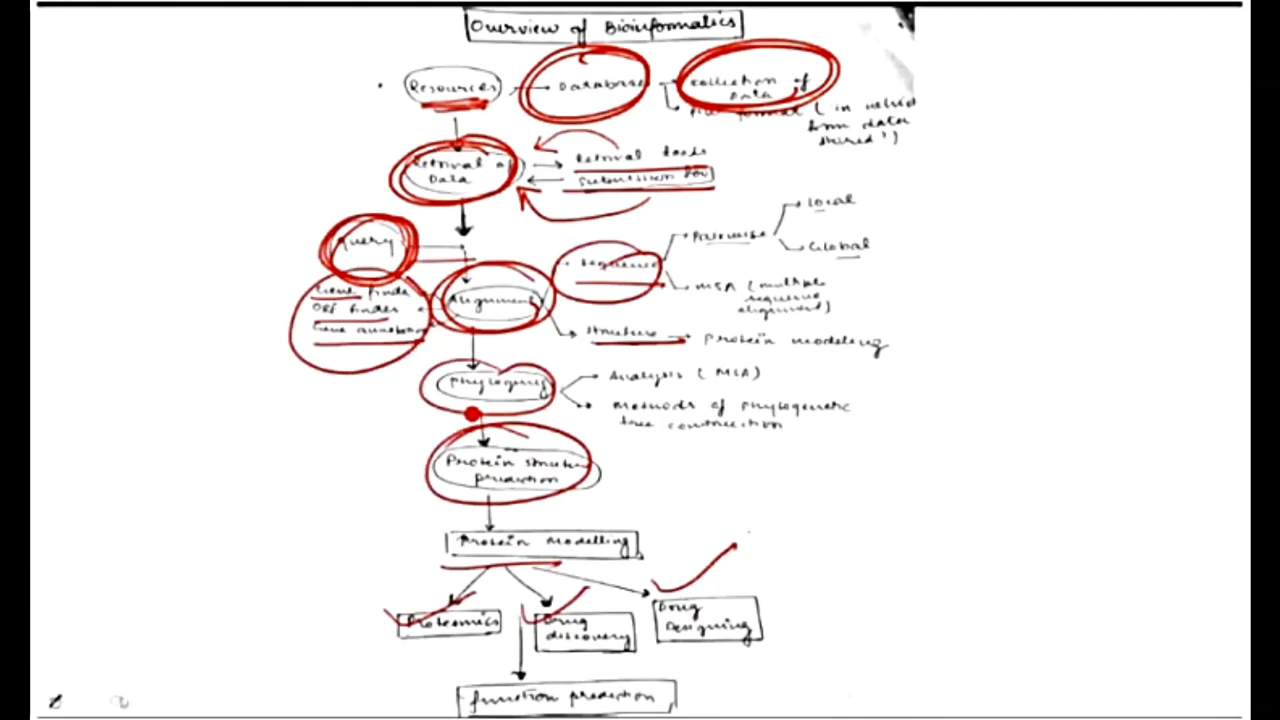 Overview of Bioinformatics
Resources
Database
collection of
Data
File format ( in which
form data
shared ')
Retrival of
Data
Retrival tools
Submission tool
Query
Gene finder
ORF finder
Gene
Alignment
Sequence
Pairwise
Local
Global
MSA (multiple
sequence
alignment)
Structure
Protein modeling
Phylogeny
Analysis ( MSA)
Methods of phylogenetic
tree construction
Protein structure
prediction
Protein modelling
Proteomics
Drug
discovery
Drug
Designing
function prediction